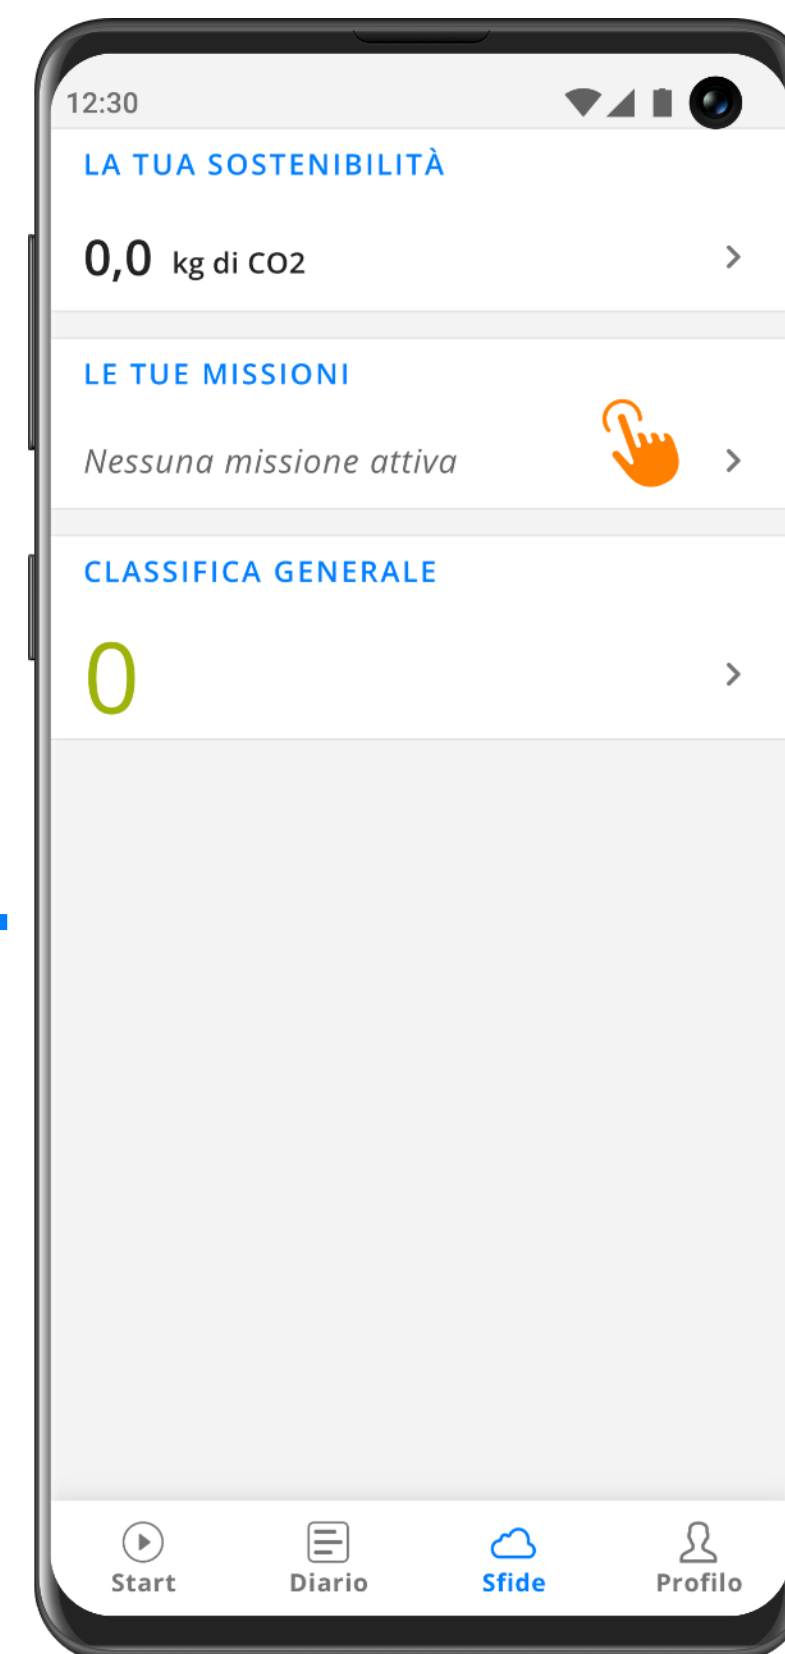 12:30
LA TUA SOSTENIBILITÀ
0,0 kg di CO2
LE TUE MISSIONI
Nessuna missione attiva
CLASSIFICA GENERALE
0
Start Diario Sfide Profilo